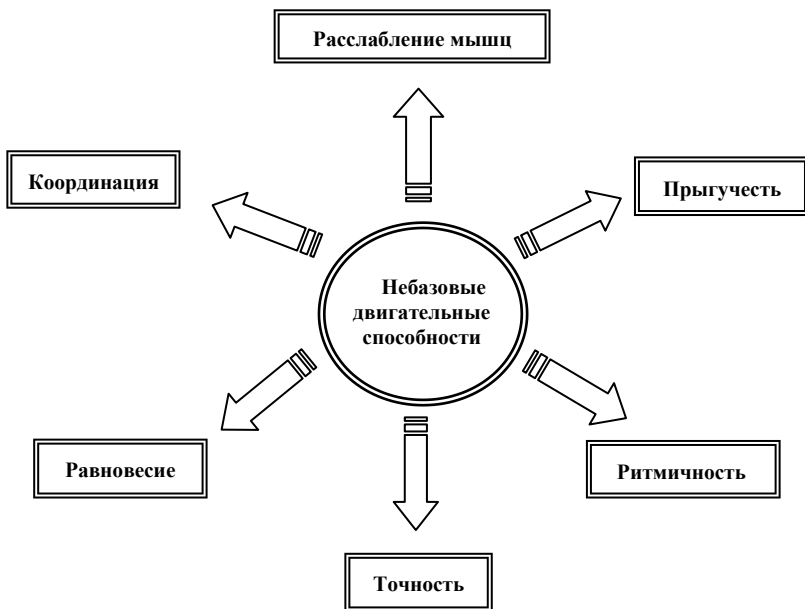 Расслабление мышц
Координация
Прыгучесть
Небазовые
двигательные
способности
Равновесие
Ритмичность
Точность